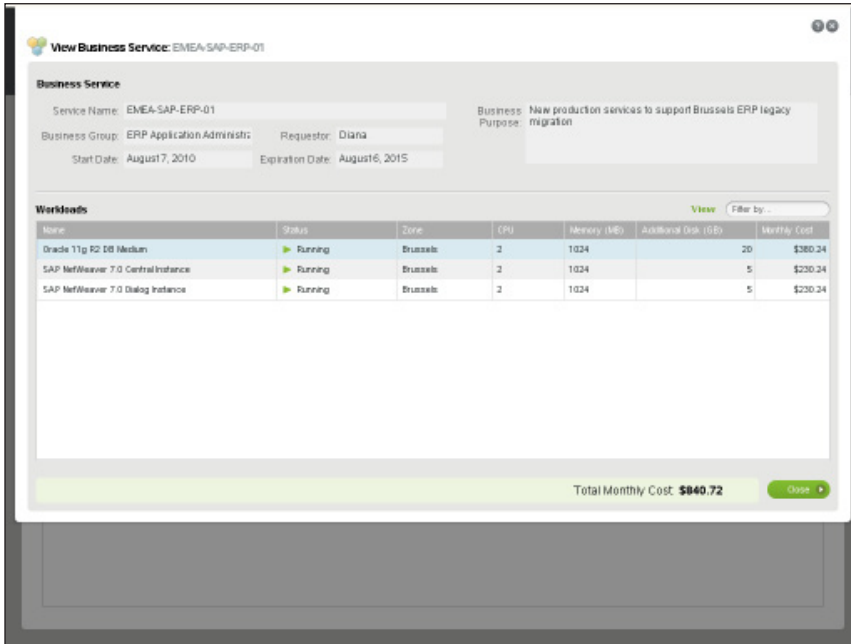 View Business Service: EMEA-SAP-ERP-01
Business Service
Service Name: EMEA-SAP-ERP-01
Business Purpose: New production services to support Brussels ERP legacy migration
Business Group: ERP Application Administra
Requestor: Diana
Start Date: August17, 2010
Expiration Date: August16, 2015
Workloads
View Filter by...
Name Status Zone CPU Memory (MB) Additional Disk (GB) Monthly Cost
Oracle 11g R2 DB Medium Running Brussels 2 1024 20 $380.24
SAP NetWeaver 7.0 Central Instance Running Brussels 2 1024 5 $230.24
SAP NetWeaver 7.0 Dialog Instance Running Brussels 2 1024 5 $230.24
Total Monthly Cost $840.72
Close